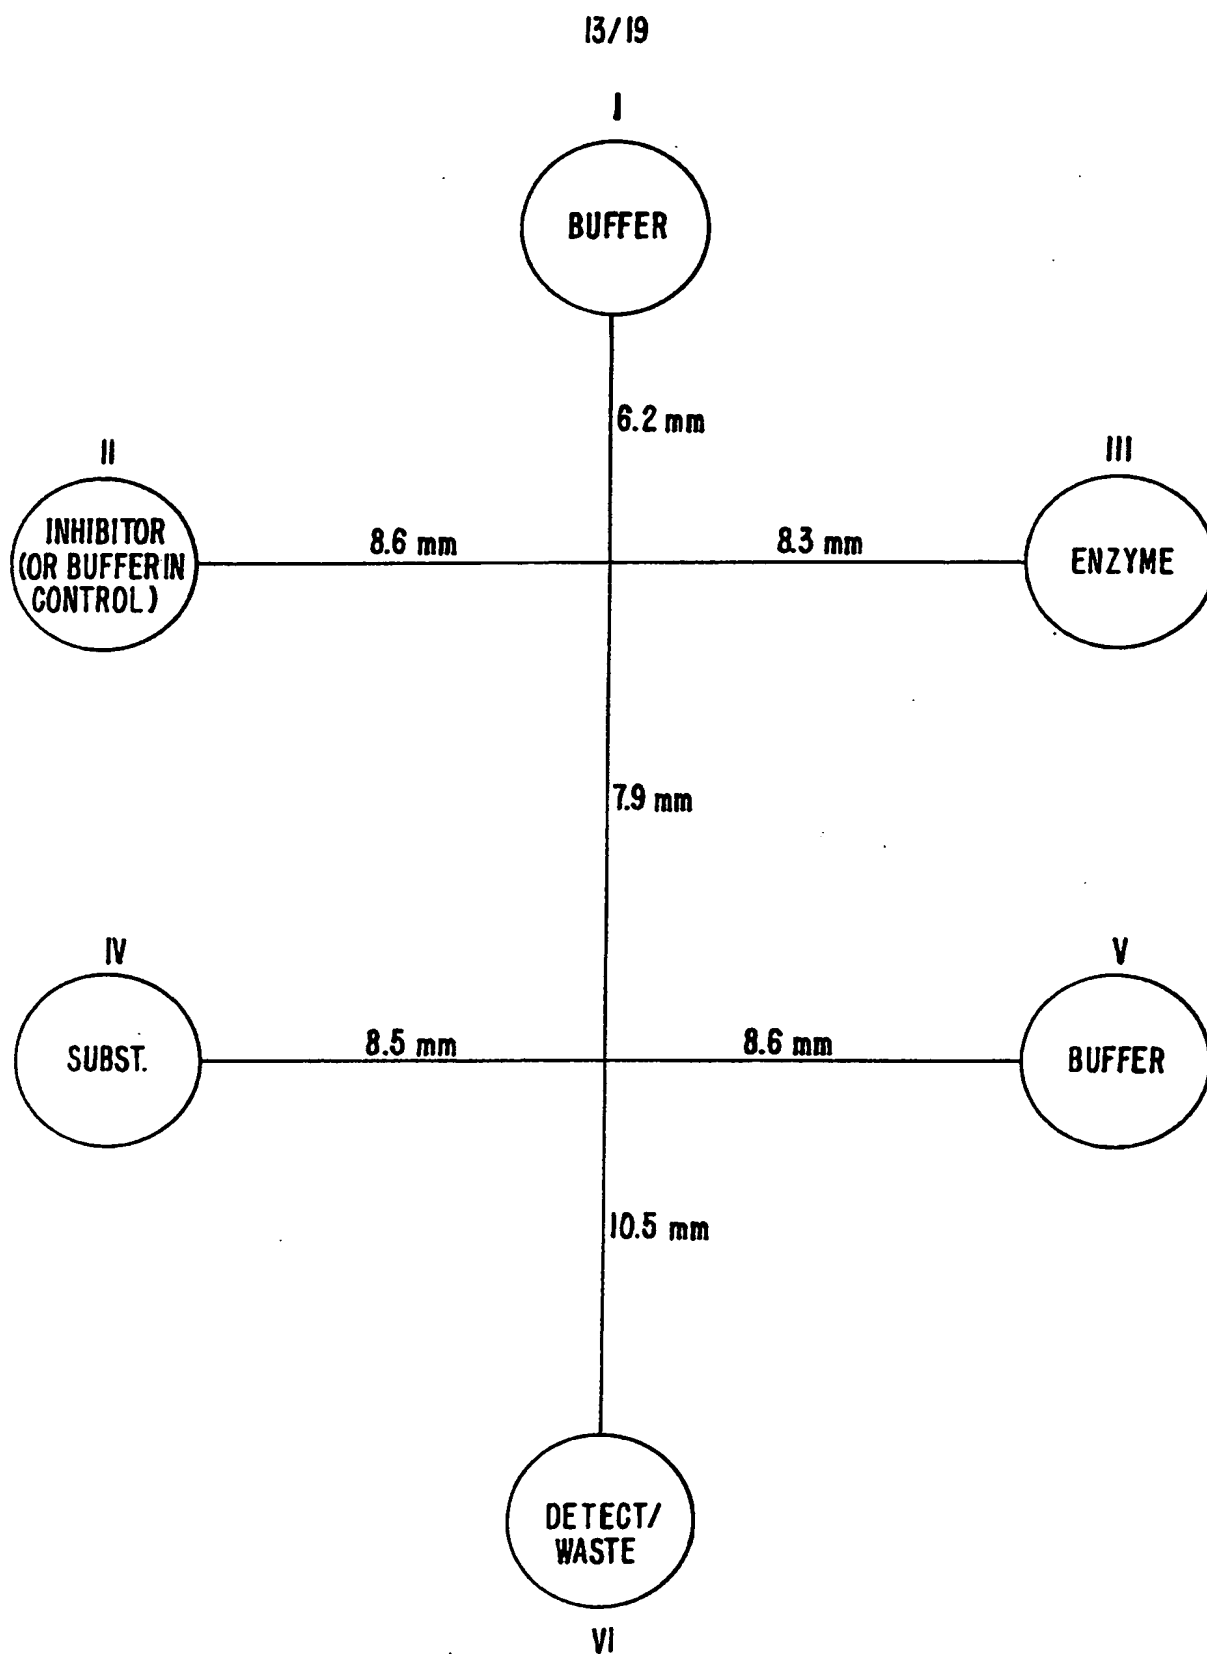 13/19
I
BUFFER
6.2 mm
II
III
INHIBITOR
(OR BUFFER IN
CONTROL)
8.6 mm
8.3 mm
ENZYME
7.9 mm
IV
V
SUBST.
8.5 mm
8.6 mm
BUFFER
10.5 mm
DETECT/
WASTE
VI